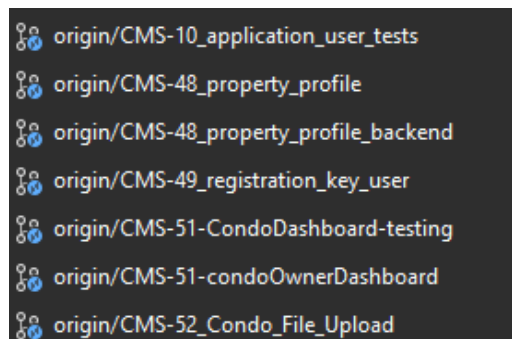 origin/CMS-10_application_user_tests
origin/CMS-48_property_profile
origin/CMS-48_property_profile_backend
origin/CMS-49_registration_key_user
origin/CMS-51-CondoDashboard-testing
origin/CMS-51-condoOwnerDashboard
origin/CMS-52_Condo_File_Upload